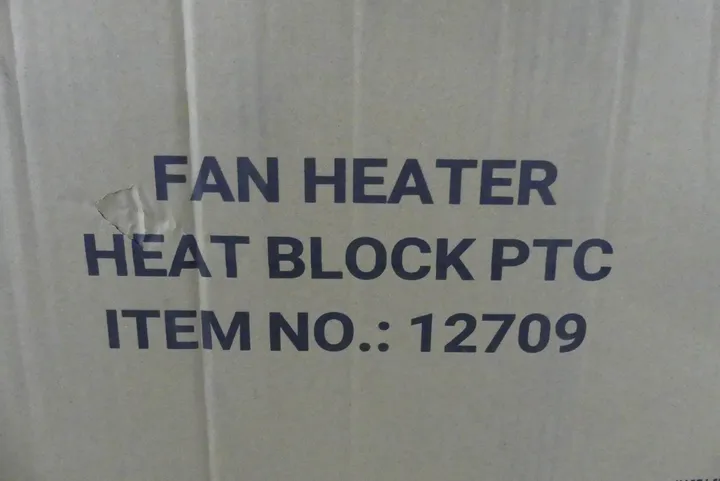 FAN HEATER
HEAT BLOCK PTC
ITEM NO.: 12709